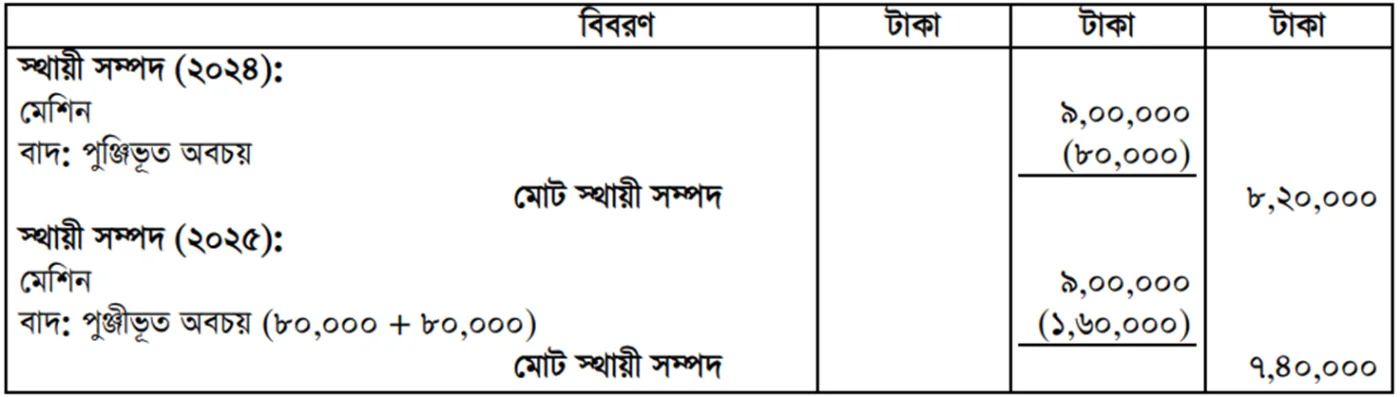 বিবরণ টাকা টাকা টাকা
স্থায়ী সম্পদ (২০২৪):
মেশিন ৯,০০,০০০
বাদ: পুঞ্জিভূত অবচয় (৮০,০০০)
মোট স্থায়ী সম্পদ ৮,২০,০০০
স্থায়ী সম্পদ (২০২৫):
মেশিন ৯,০০,০০০
বাদ: পুঞ্জীভূত অবচয় (৮০,০০০ + ৮০,০০০) (১,৬০,০০০)
মোট স্থায়ী সম্পদ ৭,৪০,০০০